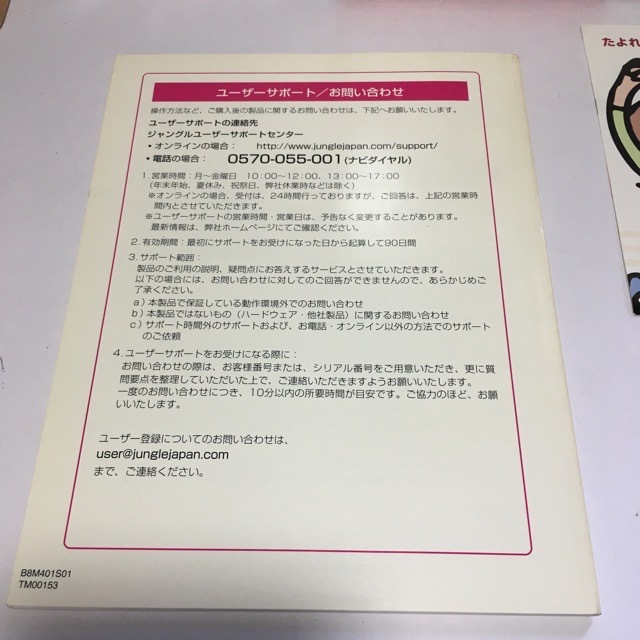 ユーザーサポート／お問い合わせ
操作方法など、ご購入後の製品に関するお問い合わせは、下記へお願いいたします。
ユーザーサポートの連絡先
ジャングルユーザーサポートセンター
・オンラインの場合： http://www.junglejapan.com/support/
・電話の場合： 0570-055-001(ナビダイヤル)
1. 営業時間：月〜金曜日 10：00〜12：00、13：00〜17：00
（年末年始、夏休み、祝祭日、弊社休業時などは除く）
※オンラインの場合、受付は、24時間行っておりますが、ご回答は、上記の営業時
間内とさせていただきます。
※ユーザーサポートの営業時間・営業日は、予告なく変更することがあります。
最新情報は、弊社ホームページにてご確認ください。
2. 有効期間：最初にサポートをお受けになった日から起算して90日間
3. サポート範囲：
製品のご利用の説明、疑問点にお答えするサービスとさせていただきます。
以下の場合には、お問い合わせに対してのご回答ができませんので、あらかじめご
了承ください。
a）本製品で保証している動作環境外でのお問い合わせ
b）本製品ではないもの（ハードウェア・他社製品）に関するお問い合わせ
c）サポート時間外のサポートおよび、お電話・オンライン以外の方法でのサポート
のご依頼
4. ユーザーサポートをお受けになる際に：
お問い合わせの際は、お客様番号または、シリアル番号をご用意いただき、更に質
問要点を整理していただいた上で、ご連絡いただきますようお願いいたします。
一度のお問い合わせにつき、10分以内の所要時間が目安です。ご協力のほど、お願
いいたします。
ユーザー登録についてのお問い合わせは、
user@junglejapan.com
まで、ご連絡ください。
B8M401S01
TM00153
たよれ